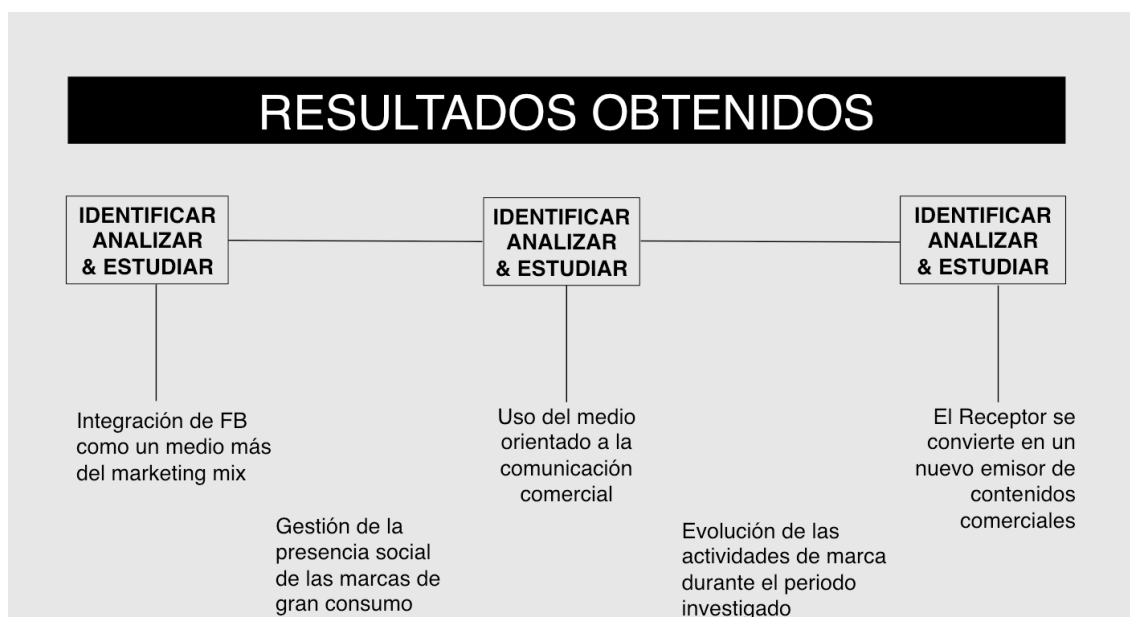 RESULTADOS OBTENIDOS
IDENTIFICAR
ANALIZAR
& ESTUDIAR
IDENTIFICAR
ANALIZAR
& ESTUDIAR
IDENTIFICAR
ANALIZAR
& ESTUDIAR
Integración de FB
como un medio más
del marketing mix
Uso del medio
orientado a la
comunicación
comercial
El Receptor se
convierte en un
nuevo emisor de
contenidos
comerciales
Gestión de la
presencia social
de las marcas de
gran consumo
Evolución de las
actividades de marca
durante el periodo
investigado